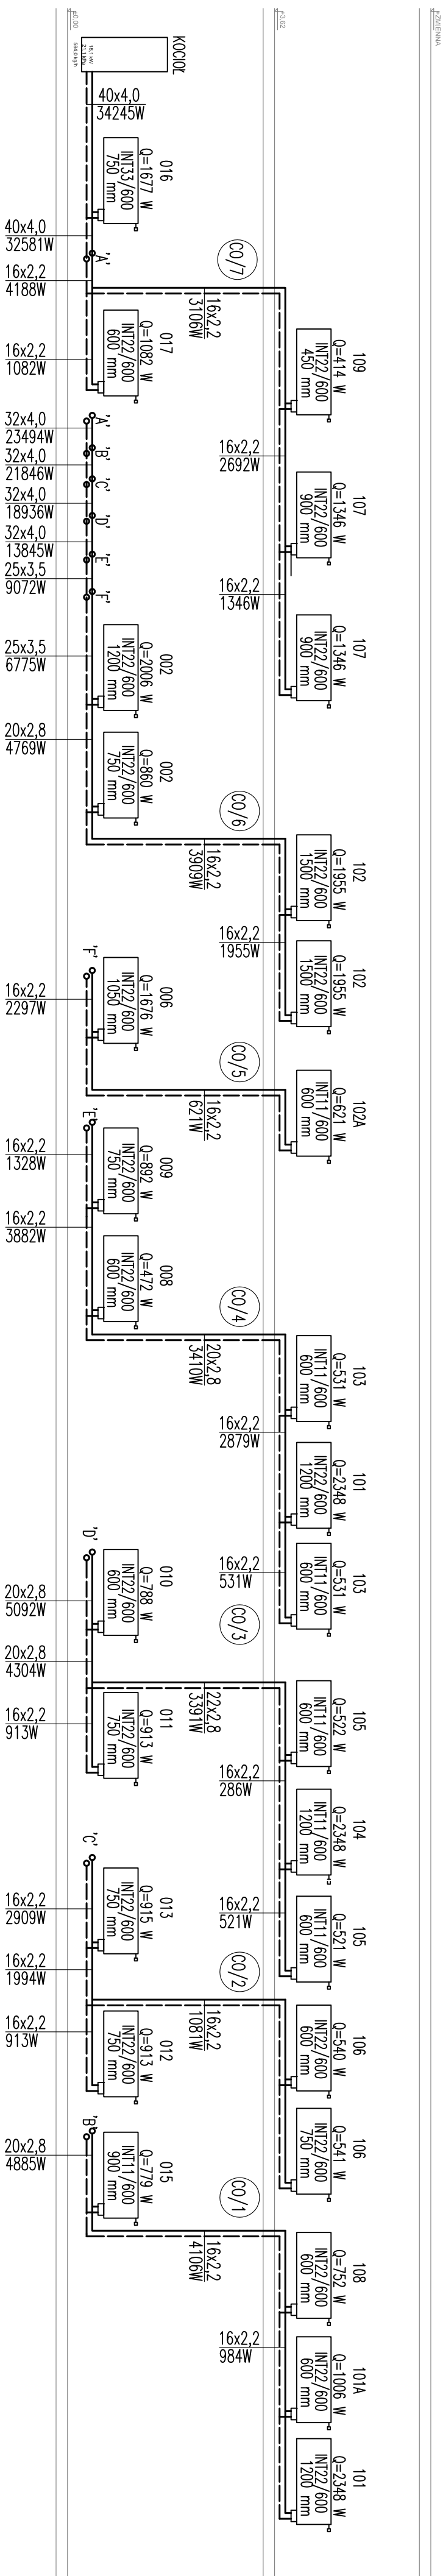 ±ZMIENNA
+3.62
±0.00
KOCIOŁ
18.1 kW
584.0 kg/h
40x4,0
34245W
016
Q=1677 W
INT33/600
750 mm
40x4,0
32581W
'A'
16x2,2
4188W
CO/7
16x2,2
3106W
017
Q=1082 W
INT22/600
600 mm
16x2,2
1082W
109
Q=414 W
INT22/600
450 mm
16x2,2
2692W
107
Q=1346 W
INT22/600
900 mm
16x2,2
1346W
107
Q=1346 W
INT22/600
900 mm
'A'
32x4,0
23494W
'B'
32x4,0
21846W
'C'
32x4,0
18936W
'D'
32x4,0
13845W
'E'
25x3,5
9072W
'F'
25x3,5
6775W
002
Q=2006 W
INT22/600
1200 mm
20x2,8
4769W
002
Q=860 W
INT22/600
750 mm
CO/6
16x2,2
3909W
102
Q=1955 W
INT22/600
1500 mm
16x2,2
1955W
102
Q=1955 W
INT22/600
1500 mm
'F'
16x2,2
2297W
006
Q=1676 W
INT22/600
1050 mm
CO/5
16x2,2
621W
102A
Q=621 W
INT11/600
600 mm
'E'
16x2,2
1328W
009
Q=892 W
INT22/600
750 mm
16x2,2
3882W
008
Q=472 W
INT22/600
600 mm
CO/4
20x2,8
3410W
103
Q=531 W
INT11/600
600 mm
16x2,2
2879W
101
Q=2348 W
INT22/600
1200 mm
16x2,2
531W
103
Q=531 W
INT11/600
600 mm
'D'
20x2,8
5092W
010
Q=788 W
INT22/600
600 mm
20x2,8
4304W
CO/3
22x2,8
3391W
011
Q=913 W
INT22/600
750 mm
16x2,2
913W
105
Q=522 W
INT11/600
600 mm
16x2,2
286W
104
Q=2348 W
INT11/600
1200 mm
16x2,2
521W
105
Q=521 W
INT11/600
600 mm
'C'
16x2,2
2909W
013
Q=915 W
INT22/600
750 mm
16x2,2
1994W
CO/2
16x2,2
1081W
012
Q=913 W
INT22/600
750 mm
16x2,2
913W
106
Q=540 W
INT22/600
600 mm
106
Q=541 W
INT22/600
750 mm
'B'
20x2,8
4885W
015
Q=779 W
INT11/600
900 mm
CO/1
16x2,2
4106W
108
Q=752 W
INT22/600
600 mm
16x2,2
984W
101A
Q=1006 W
INT22/600
600 mm
101
Q=2348 W
INT22/600
1200 mm